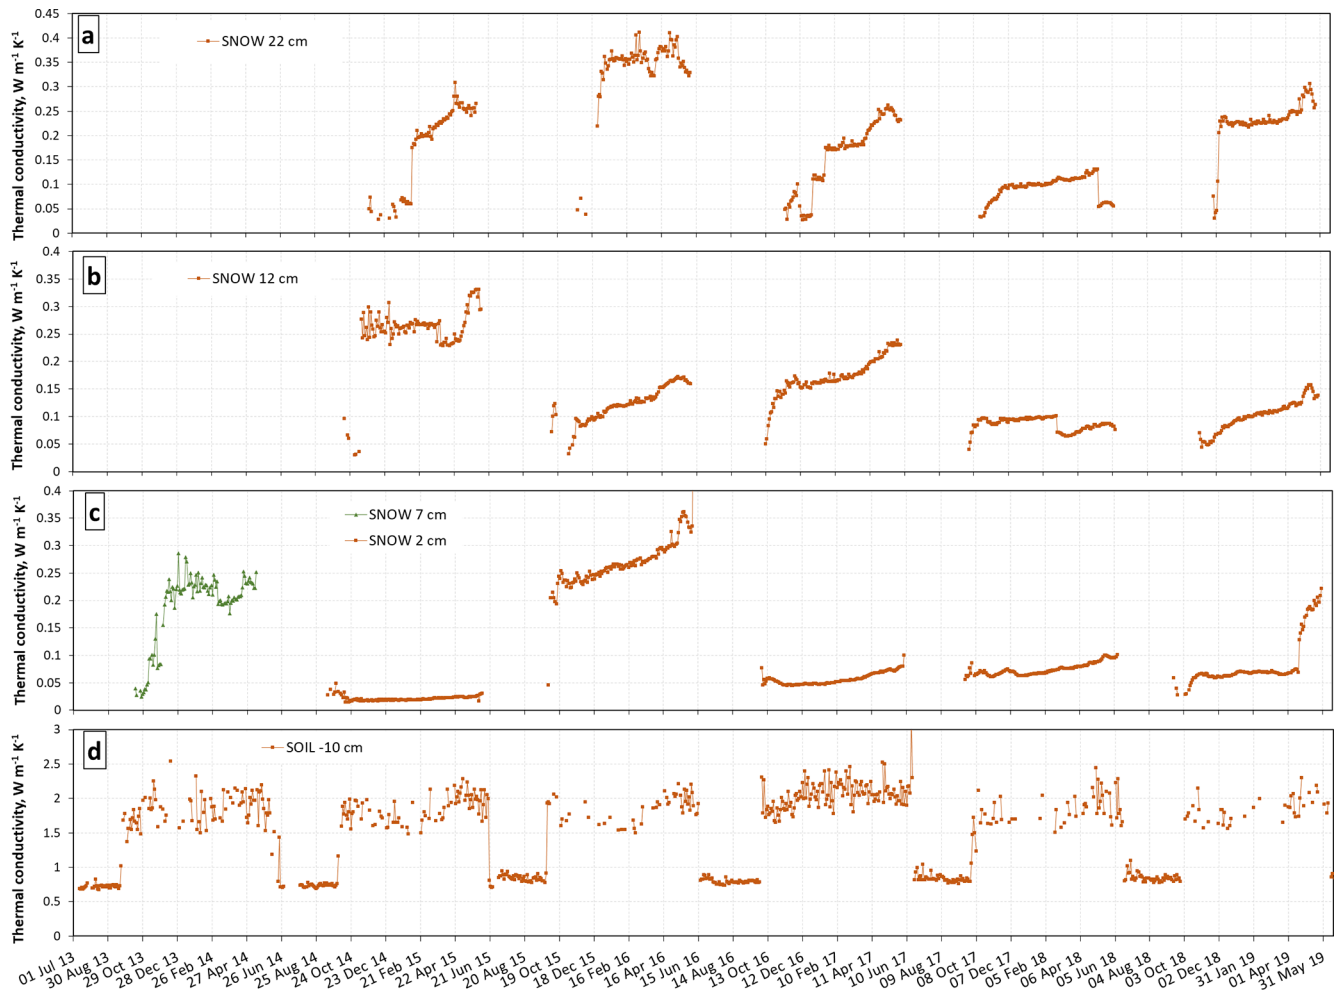 a
SNOW 22 cm
Thermal conductivity, W m⁻¹ K⁻¹
0.45
0.4
0.35
0.3
0.25
0.2
0.15
0.1
0.05
0
b
SNOW 12 cm
Thermal conductivity, W m⁻¹ K⁻¹
0.4
0.35
0.3
0.25
0.2
0.15
0.1
0.05
0
c
SNOW 7 cm
SNOW 2 cm
Thermal conductivity, W m⁻¹ K⁻¹
0.4
0.35
0.3
0.25
0.2
0.15
0.1
0.05
0
d
SOIL -10 cm
Thermal conductivity, W m⁻¹ K⁻¹
3
2.5
2
1.5
1
0.5
0
01 Jul 13
30 Aug 13
29 Oct 13
28 Dec 13
26 Feb 14
27 Apr 14
26 Jun 14
25 Aug 14
24 Oct 14
23 Dec 14
21 Feb 15
22 Apr 15
21 Jun 15
20 Aug 15
19 Oct 15
18 Dec 15
16 Feb 16
16 Apr 16
15 Jun 16
14 Aug 16
13 Oct 16
12 Dec 16
10 Feb 17
11 Apr 17
10 Jun 17
09 Aug 17
08 Oct 17
07 Dec 17
05 Feb 18
06 Apr 18
05 Jun 18
04 Aug 18
03 Oct 18
02 Dec 18
31 Jan 19
01 Apr 19
31 May 19